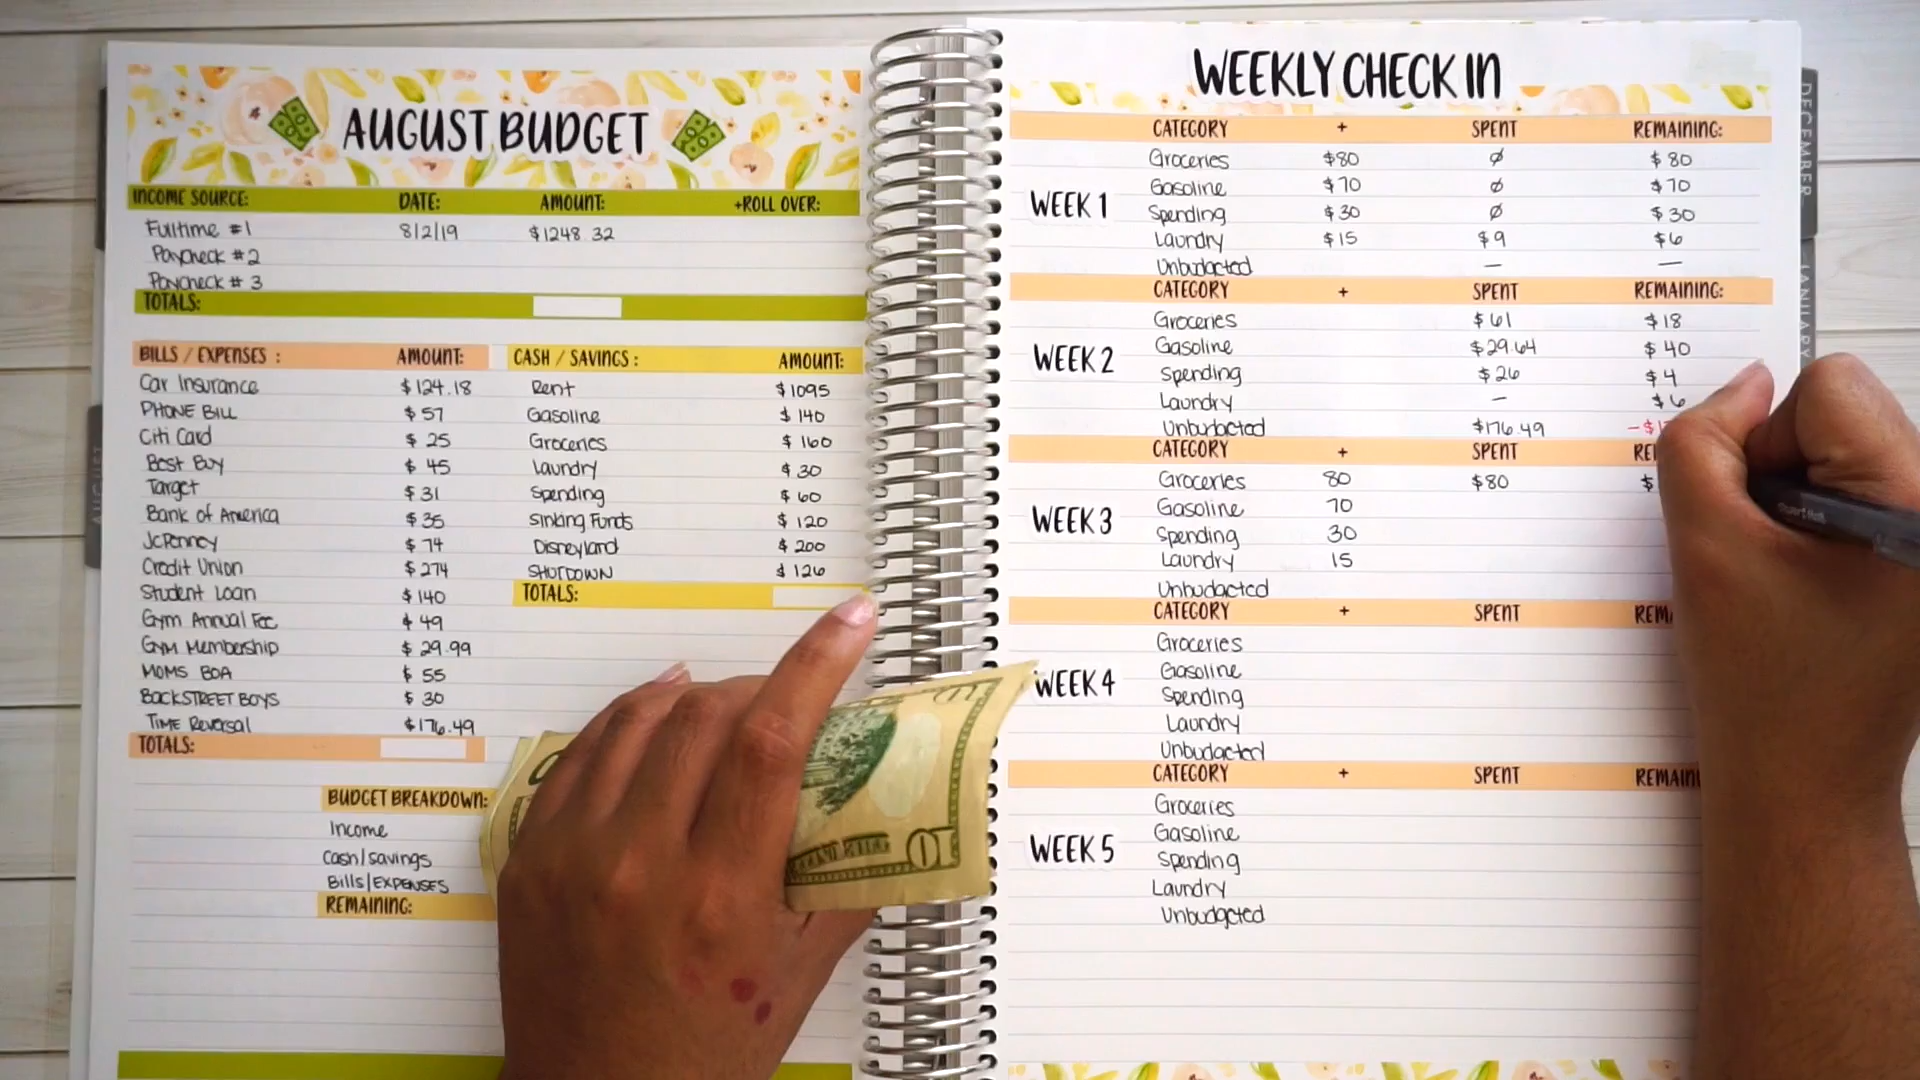 AUGUST BUDGET
INCOME SOURCE: DATE: AMOUNT: +ROLL OVER:
Fulltime #1 8/2/19 $1248.32
Paycheck #2
Paycheck #3
TOTALS:
BILLS / EXPENSES : AMOUNT:
Car Insurance $124.18
PHONE BILL $57
Citi Card $25
Best Buy $45
Target $31
Bank of America $35
JcPenney $74
Credit Union $274
Student Loan $140
Gym Annual Fee $49
GYM Membership $29.99
MOMS BOA $55
BACKSTREET BOYS $30
TIME Reversal $176.49
TOTALS:
CASH / SAVINGS : AMOUNT:
Rent $1095
Gasoline $140
Groceries $160
Laundry $30
Spending $60
Sinking Funds $120
Disneyland $200
SHUTDOWN $126
TOTALS:
BUDGET BREAKDOWN:
Income
Cash/savings
Bills/EXPENSES
REMAINING:
WEEKLY CHECK IN
CATEGORY + SPENT REMAINING:
WEEK 1
Groceries $80 Ø $80
Gasoline $70 Ø $70
Spending $30 Ø $30
Laundry $15 $9 $6
Unbudgeted — —
CATEGORY + SPENT REMAINING:
WEEK 2
Groceries $61 $18
Gasoline $29.64 $40
Spending $26 $4
Laundry — $6
Unbudgeted $176.49 -$1
CATEGORY + SPENT RE
WEEK 3
Groceries 80 $80 $
Gasoline 70
Spending 30
Laundry 15
Unbudgeted
CATEGORY + SPENT REM
WEEK 4
Groceries
Gasoline
Spending
Laundry
Unbudgeted
CATEGORY + SPENT REMAIN
WEEK 5
Groceries
Gasoline
Spending
Laundry
Unbudgeted
DECEMBER
JANUARY
AUGUST
10